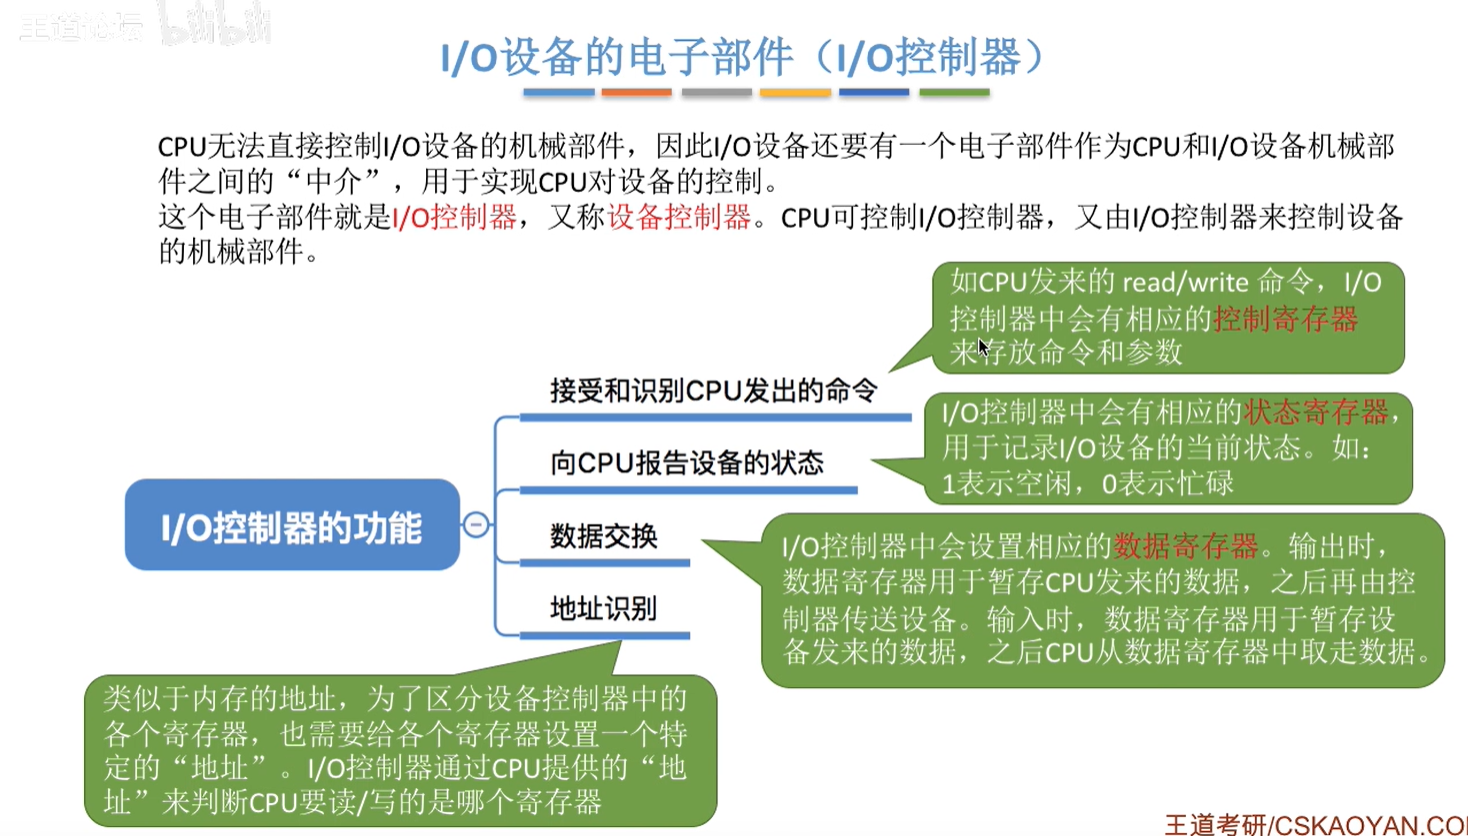 王道论坛 bilibili
I/O设备的电子部件（I/O控制器）
CPU无法直接控制I/O设备的机械部件，因此I/O设备还要有一个电子部件作为CPU和I/O设备机械部
件之间的“中介”，用于实现CPU对设备的控制。
这个电子部件就是I/O控制器，又称设备控制器。CPU可控制I/O控制器，又由I/O控制器来控制设备
的机械部件。
如CPU发来的 read/write 命令，I/O
控制器中会有相应的控制寄存器
来存放命令和参数
接受和识别CPU发出的命令
I/O控制器中会有相应的状态寄存器，
用于记录I/O设备的当前状态。如：
1表示空闲，0表示忙碌
向CPU报告设备的状态
I/O控制器的功能
数据交换
I/O控制器中会设置相应的数据寄存器。输出时，
数据寄存器用于暂存CPU发来的数据，之后再由控
制器传送设备。输入时，数据寄存器用于暂存设
备发来的数据，之后CPU从数据寄存器中取走数据。
地址识别
类似于内存的地址，为了区分设备控制器中的
各个寄存器，也需要给各个寄存器设置一个特
定的“地址”。I/O控制器通过CPU提供的“地
址”来判断CPU要读/写的是哪个寄存器
王道考研/CSKAOYAN.CO